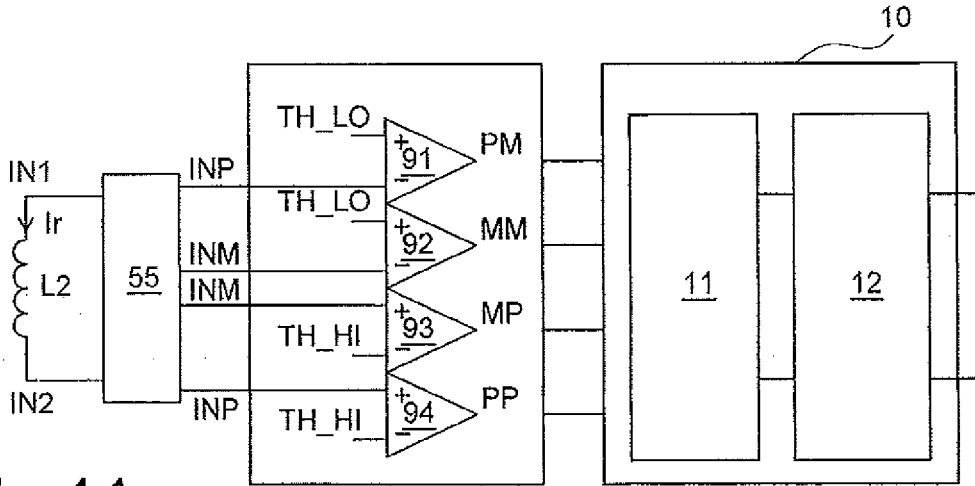 10
TH_LO
+
91
−
PM
IN1
INP
TH_LO
Ir
+
92
−
MM
INM
L2
55
INM
11
12
+
93
−
MP
TH_HI
IN2
INP
+
94
−
PP
TH_HI